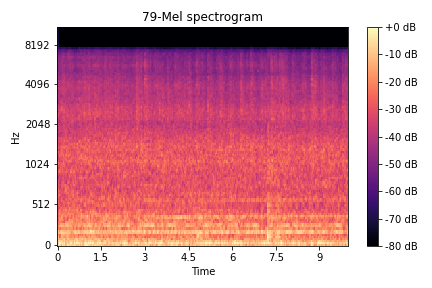 79-Mel spectrogram
+0 dB
8192
-10 dB
-20 dB
4096
-30 dB
Hz
2048
-40 dB
1024
-50 dB
-60 dB
512
-70 dB
0
-80 dB
0 1.5 3 4.5 6 7.5 9
Time